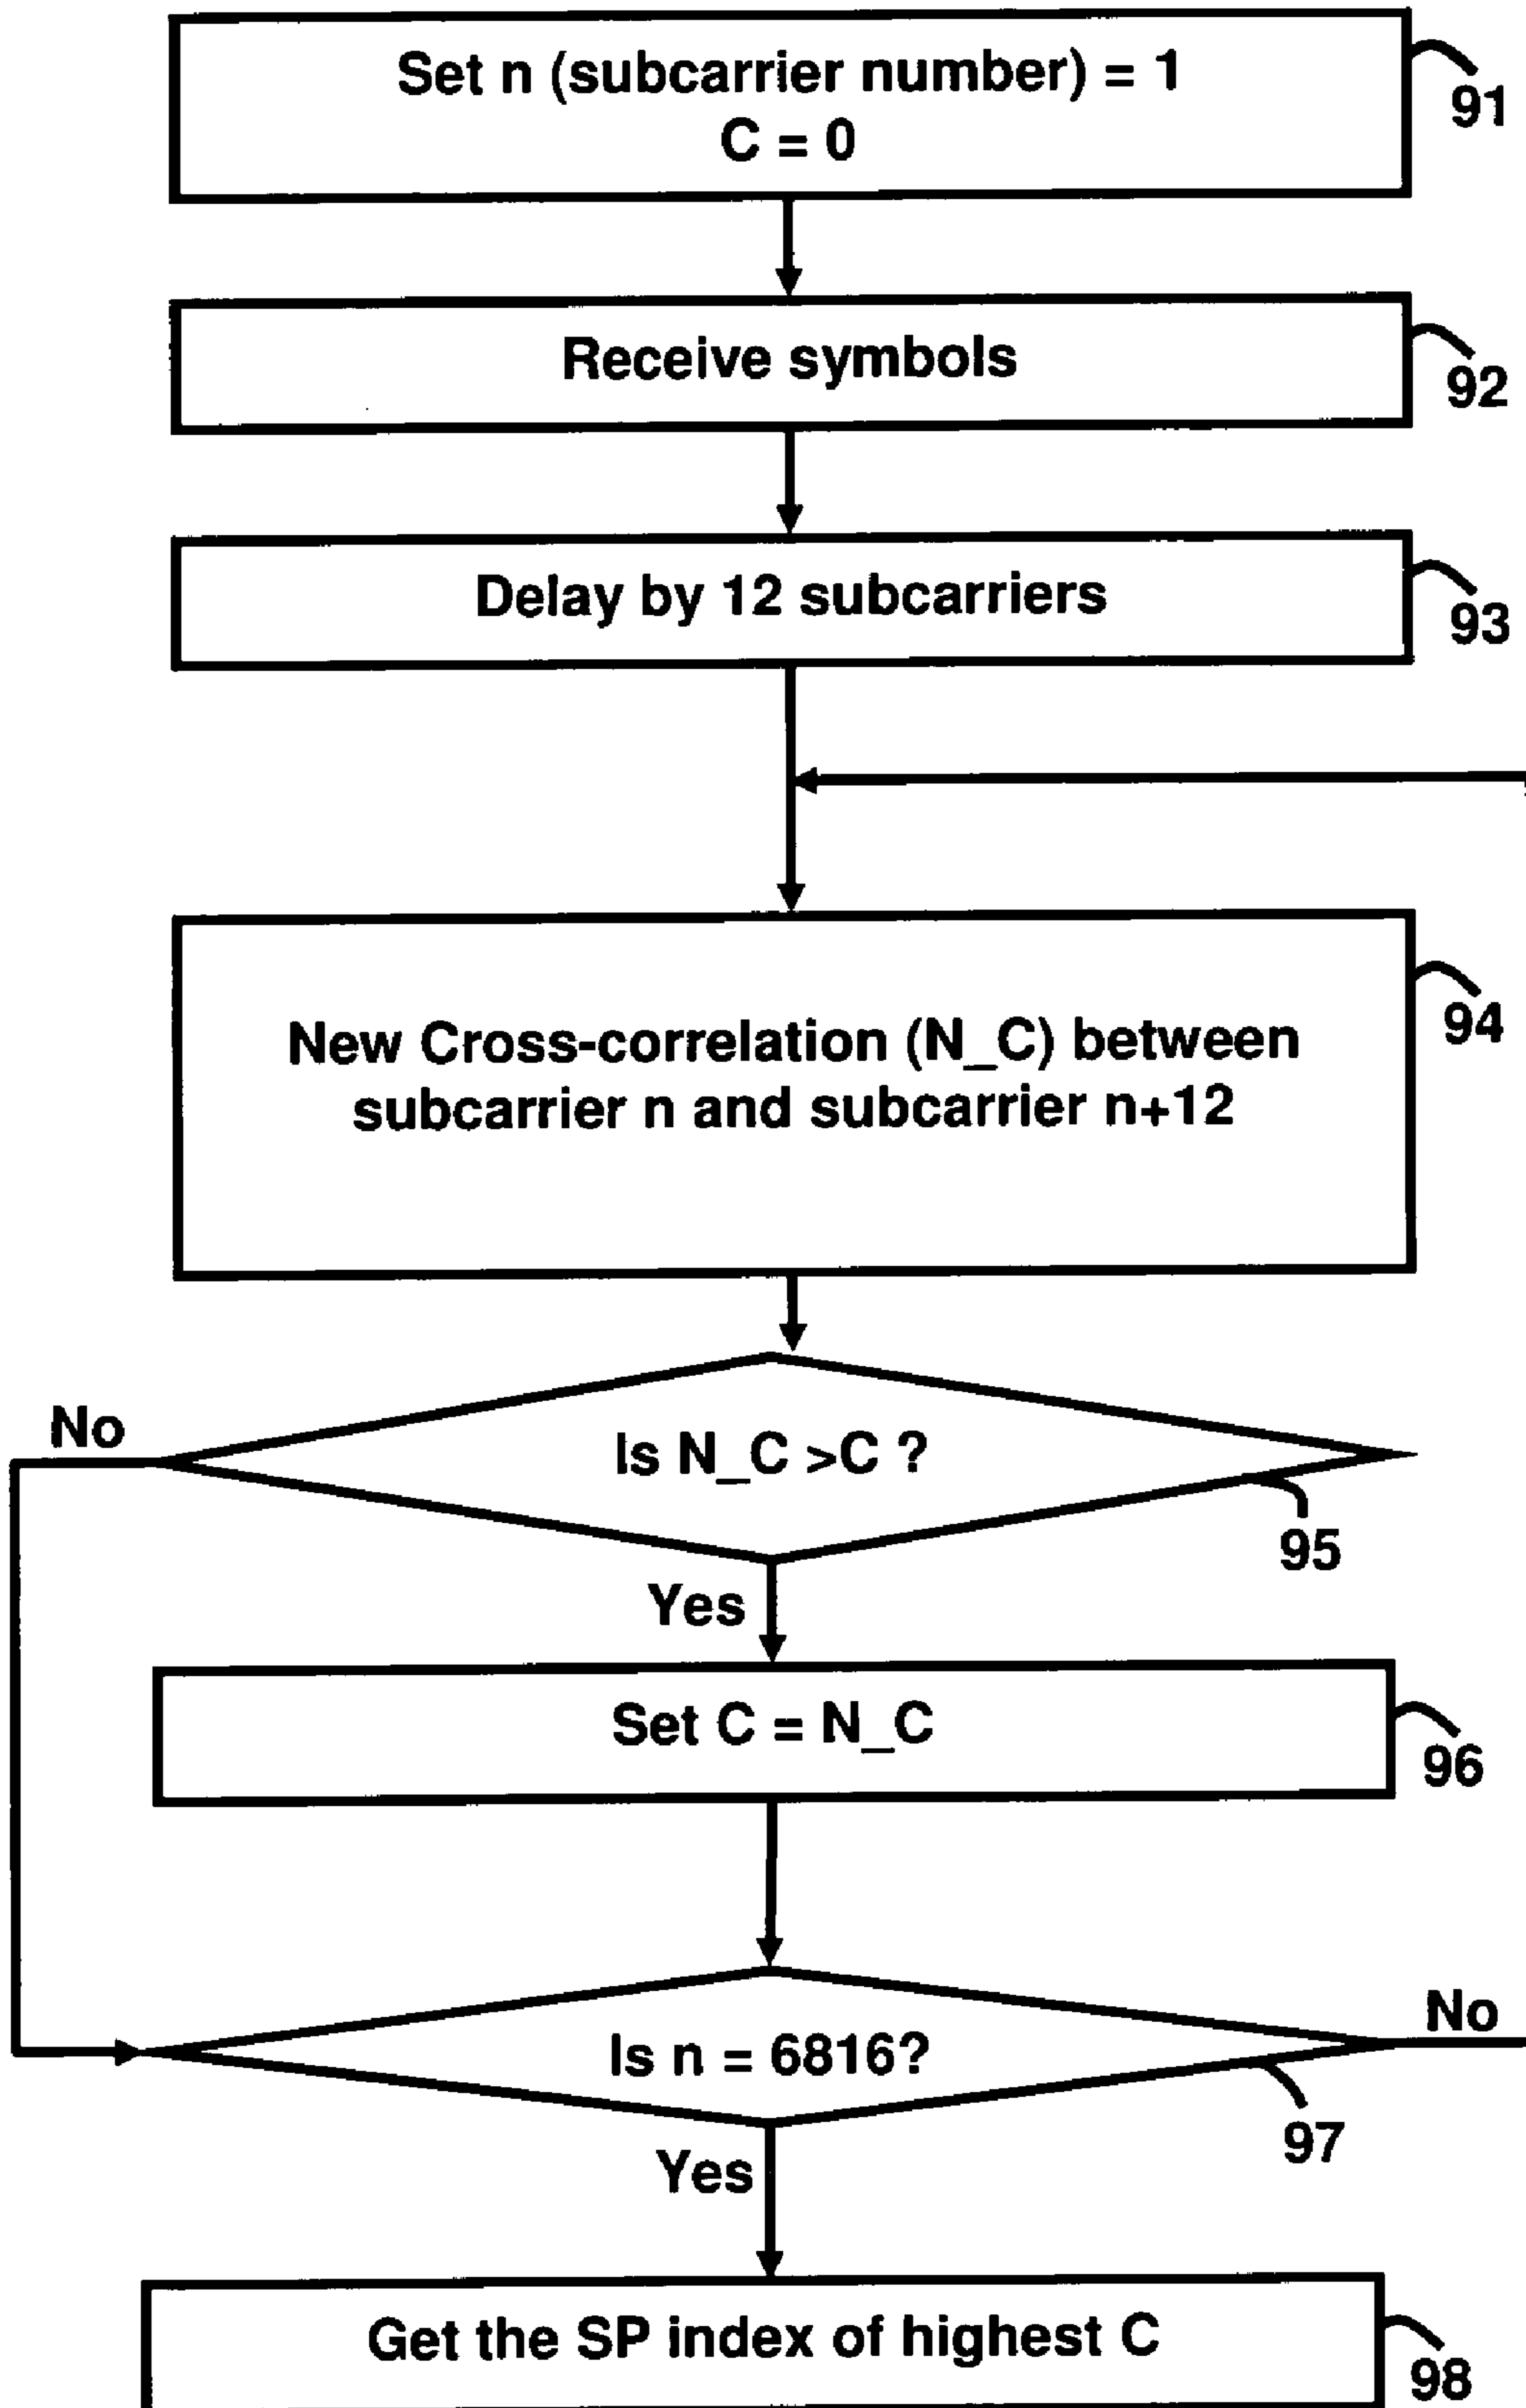 Set n (subcarrier number) = 1
C = 0
91
Receive symbols
92
Delay by 12 subcarriers
93
New Cross-correlation (N_C) between
subcarrier n and subcarrier n+12
94
No
Is N_C >C ?
95
Yes
Set C = N_C
96
No
Is n = 6816?
97
Yes
Get the SP index of highest C
98